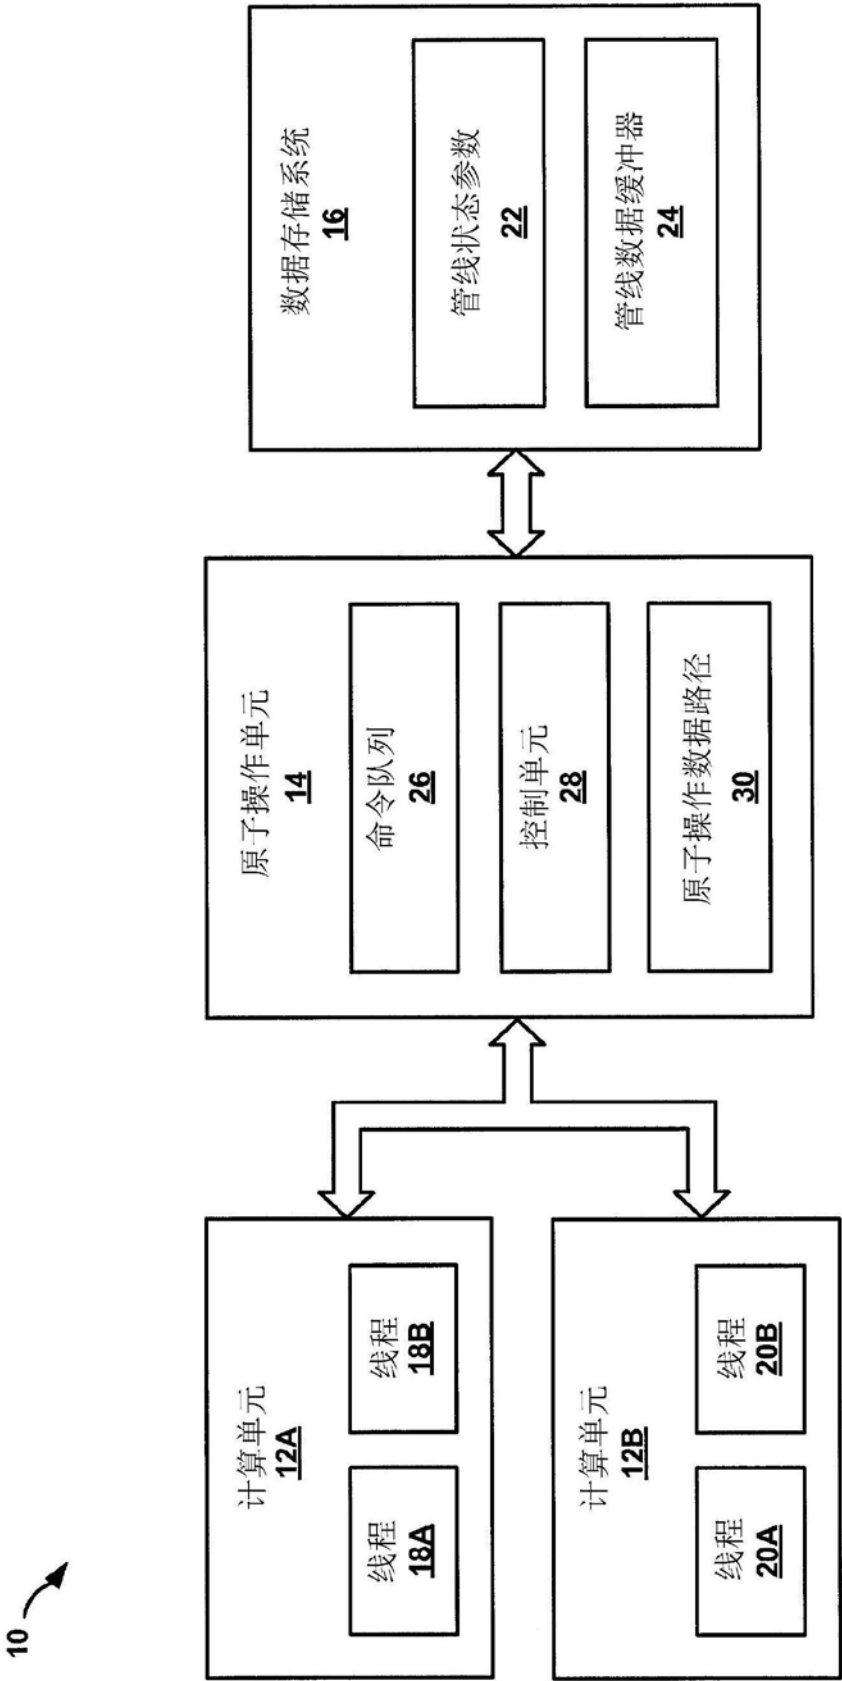 10
计算单元
12A
线程
18A
线程
18B
计算单元
12B
线程
20A
线程
20B
原子操作单元
14
命令队列
26
控制单元
28
原子操作数据路径
30
数据存储系统
16
管线状态参数
22
管线数据缓冲器
24